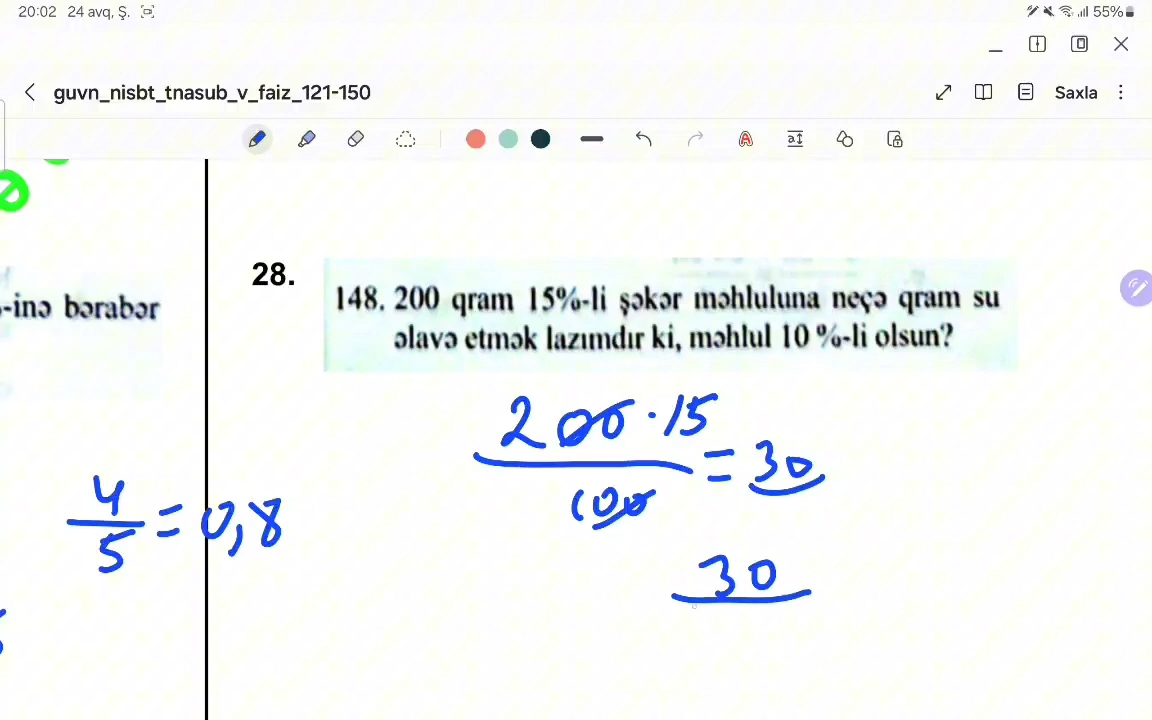 20:02 24 avq, Ş. 55%
guvn_nisbt_tnasub_v_faiz_121-150 Saxla
-inə bərabər
28.
148. 200 qram 15%-li şəkər məhluluna neçə qram su
əlavə etmək lazımdır ki, məhlul 10 %-li olsun?
200·15
= 30
100
4
= 0,8
5
30